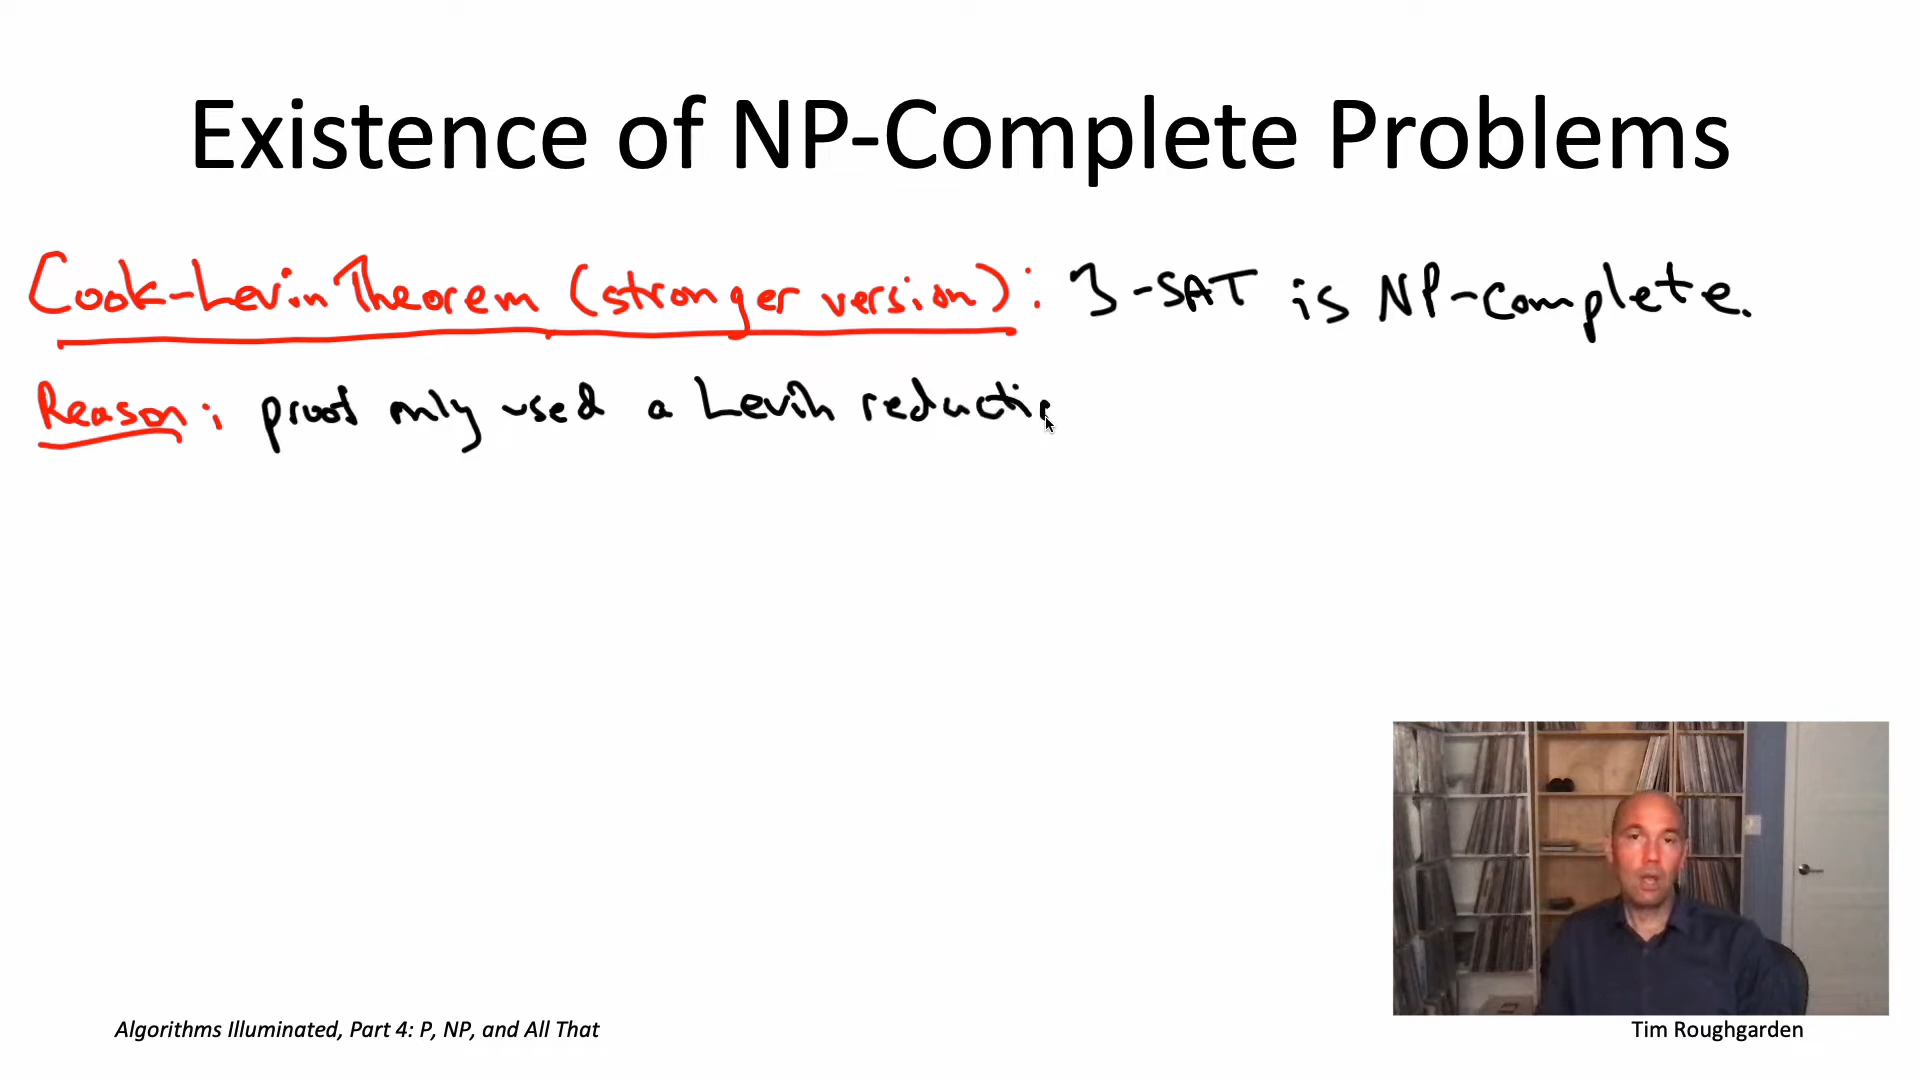 Existence of NP-Complete Problems
Cook-Levin Theorem (stronger version): 3-SAT is NP-complete.
Reason: proof only used a Levin reductio
Algorithms Illuminated, Part 4: P, NP, and All That
Tim Roughgarden